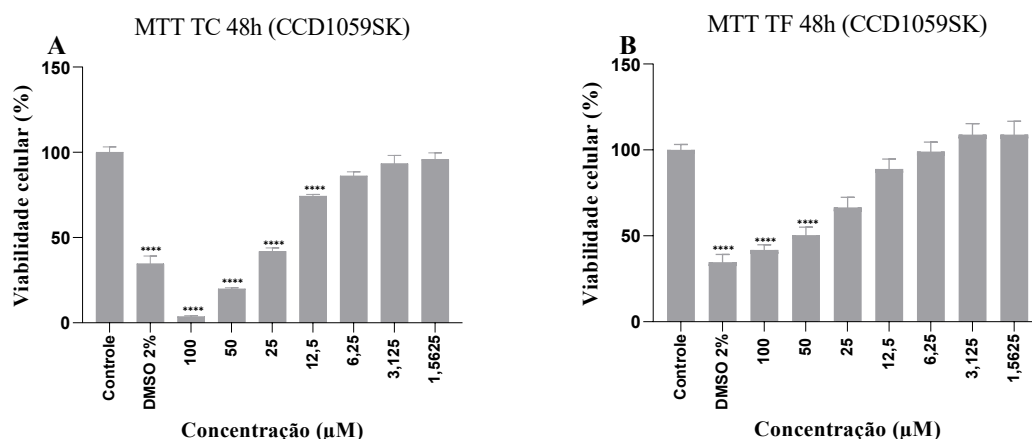 MTT TC 48h (CCD1059SK)
A
Viabilidade celular (%)
150
100
50
0
****
****
****
****
****
Controle
DMSO 2%
100
50
25
12,5
6,25
3,125
1,5625
Concentração (µM)
MTT TF 48h (CCD1059SK)
B
Viabilidade celular (%)
150
100
50
0
****
****
****
Controle
DMSO 2%
100
50
25
12,5
6,25
3,125
1,5625
Concentração (µM)